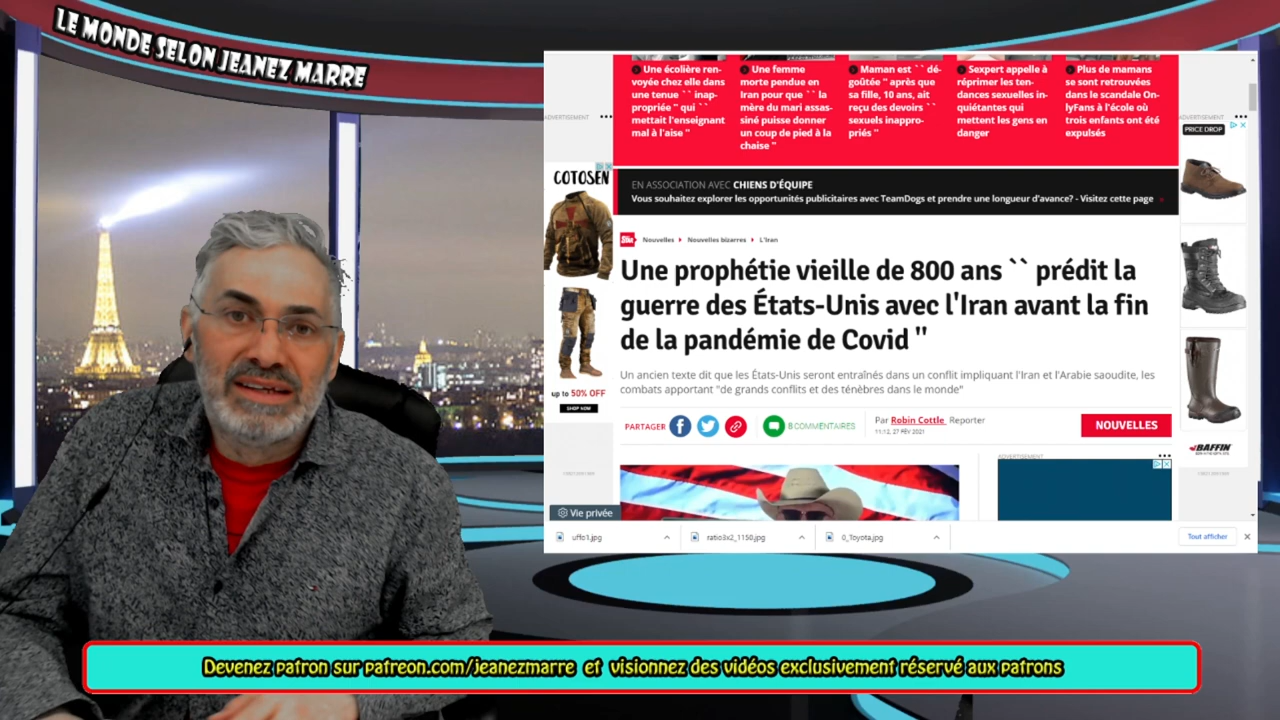 LE MONDE SELON JEANEZ MARRE
Une écolière ren-
voyée chez elle dans
une tenue `` inap-
propriée '' qui ``
mettait l'enseignant
mal à l'aise ''
Une femme
morte pendue en
Iran pour que `` la
mère du mari assas-
siné puisse donner
un coup de pied à la
chaise ''
Maman est `` dé-
goûtée '' après que
sa fille, 10 ans, ait
reçu des devoirs ``
sexuels inappro-
priés ''
Sexpert appelle à
réprimer les ten-
dances sexuelles in-
quiétantes qui
mettent les gens en
danger
Plus de mamans
se sont retrouvées
dans le scandale On-
lyFans à l'école où
trois enfants ont été
expulsés
ADVERTISEMENT
ADVERTISEMENT
PRICE DROP
COTOSEN
up to 50% OFF
SHOP NOW
EN ASSOCIATION AVEC CHIENS D'ÉQUIPE
Vous souhaitez explorer les opportunités publicitaires avec TeamDogs et prendre une longueur d'avance? - Visitez cette page
Nouvelles Nouvelles bizarres L'Iran
Une prophétie vieille de 800 ans `` prédit la
guerre des États-Unis avec l'Iran avant la fin
de la pandémie de Covid ''
Un ancien texte dit que les États-Unis seront entraînés dans un conflit impliquant l'Iran et l'Arabie saoudite, les
combats apportant "de grands conflits et des ténèbres dans le monde"
PARTAGER
8 COMMENTAIRES
Par Robin Cottle Reporter
11:12, 27 FÉV 2021
NOUVELLES
BAFFIN
ADVERTISEMENT
Vie privée
uffo1.jpg
ratio3x2_1150.jpg
0_Toyota.jpg
Tout afficher
Devenez patron sur patreon.com/jeanezmarre et visionnez des vidéos exclusivement réservé aux patrons